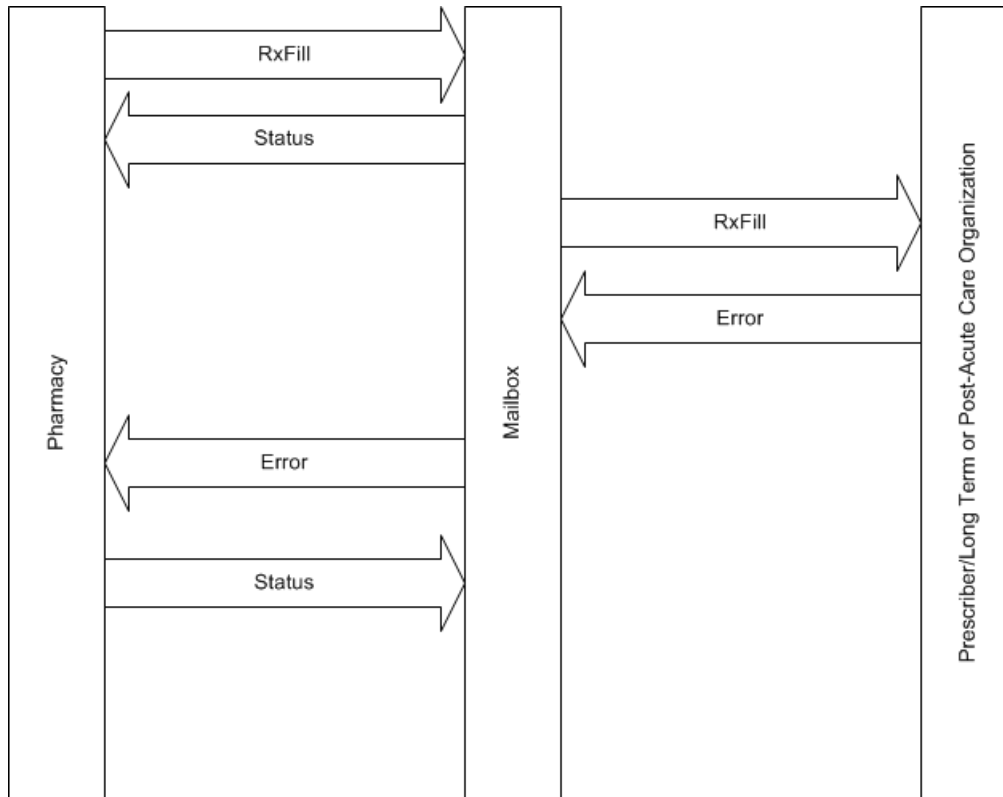 RxFill
Status
RxFill
Error
Error
Status
Pharmacy
Mailbox
Prescriber/Long Term or Post-Acute Care Organization